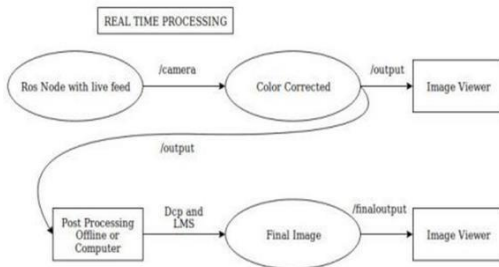 REAL TIME PROCESSING
/camera
/output
Ros Node with live feed
Color Corrected
Image Viewer
/output
Post Processing
Offline or
Computer
Dcp and
LMS
Final Image
/finaloutput
Image Viewer